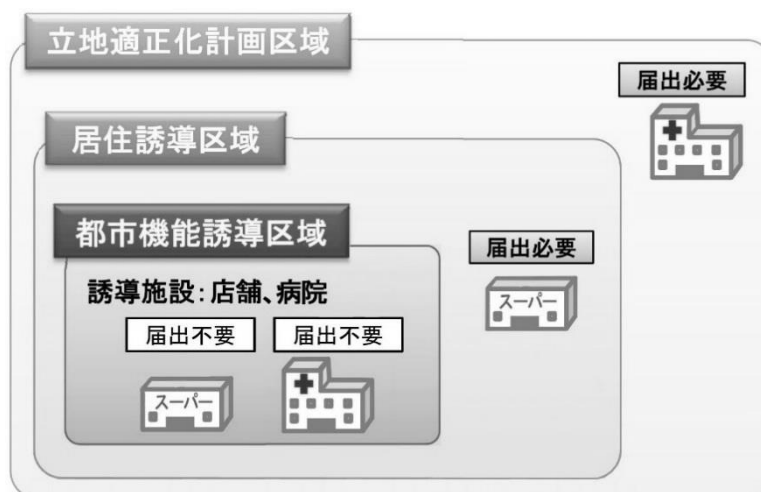 立地適正化計画区域
届出必要
居住誘導区域
都市機能誘導区域
届出必要
誘導施設：店舗、病院
スーパー
届出不要
届出不要
スーパー